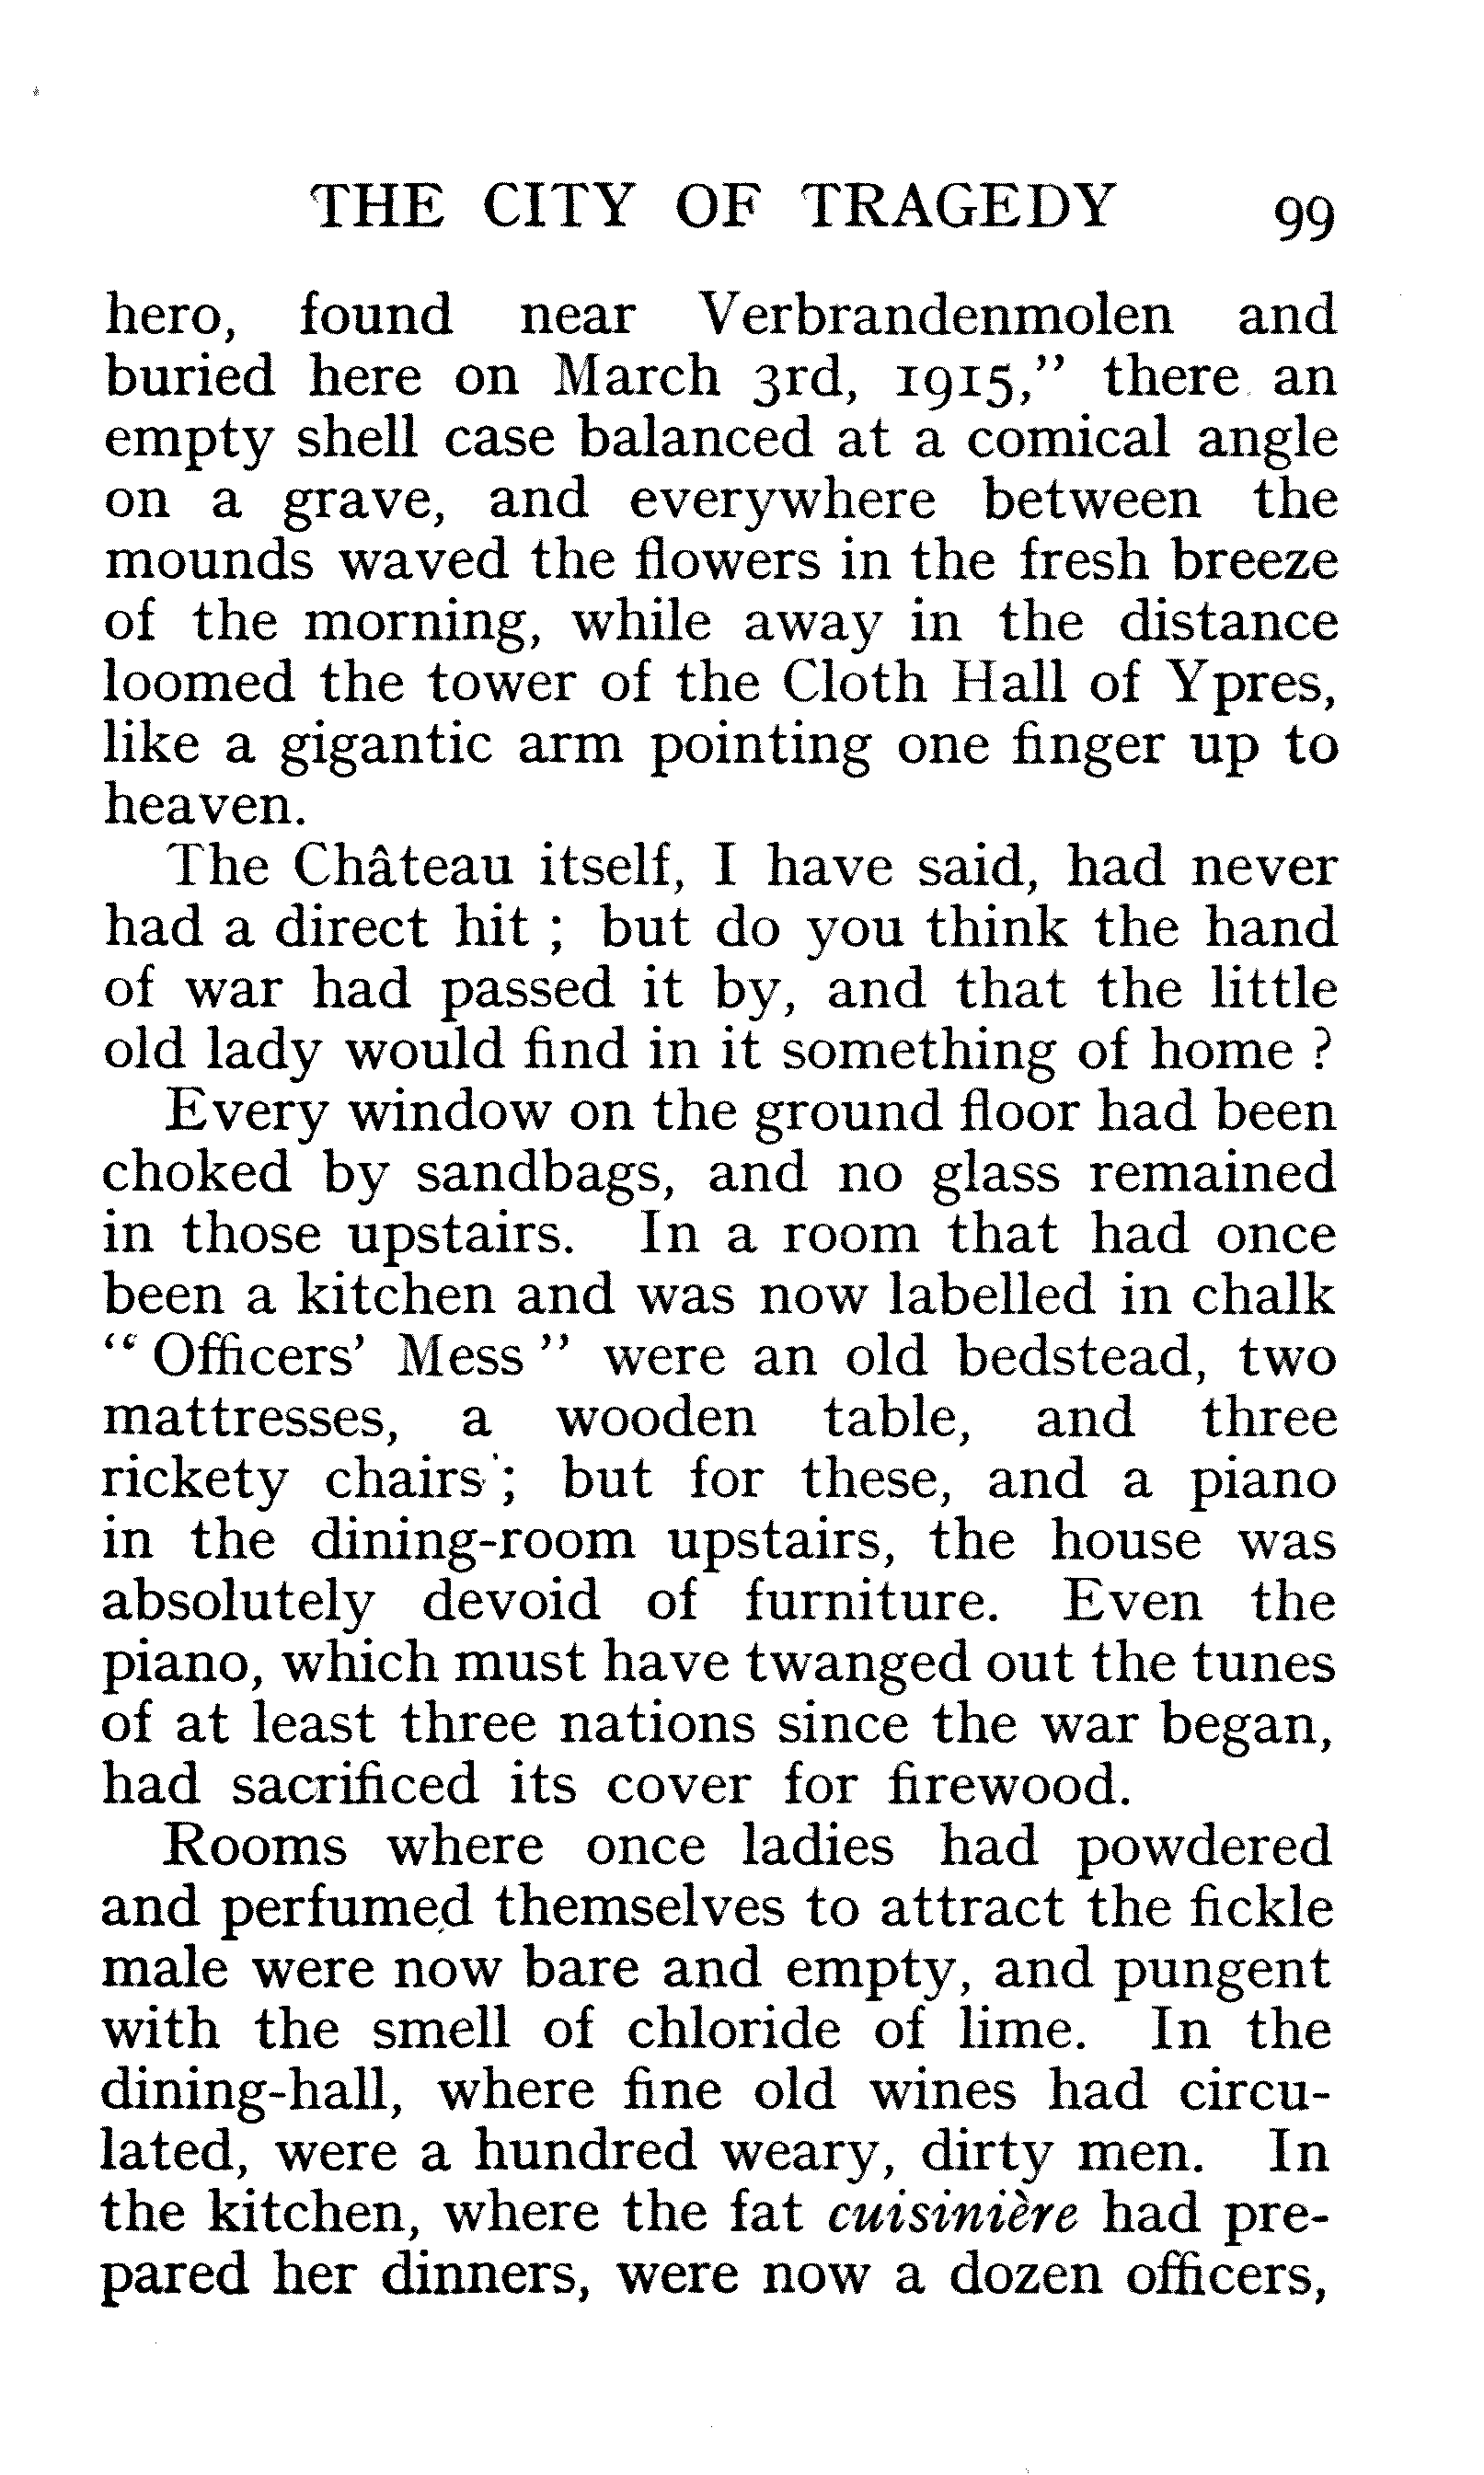 THE CITY OF TRAGEDY 99
hero, found near Verbrandenmolen and
buried here on March 3rd, 1915,” there an
empty shell case balanced at a comical angle
on a grave, and everywhere between the
mounds waved the flowers in the fresh breeze
of the morning, while away in the distance
loomed the tower of the Cloth Hall of Ypres,
like a gigantic arm pointing one finger up to
heaven.
The Château itself, I have said, had never
had a direct hit ; but do you think the hand
of war had passed it by, and that the little
old lady would find in it something of home ?
Every window on the ground floor had been
choked by sandbags, and no glass remained
in those upstairs. In a room that had once
been a kitchen and was now labelled in chalk
“ Officers’ Mess ” were an old bedstead, two
mattresses, a wooden table, and three
rickety chairs ; but for these, and a piano
in the dining-room upstairs, the house was
absolutely devoid of furniture. Even the
piano, which must have twanged out the tunes
of at least three nations since the war began,
had sacrificed its cover for firewood.
Rooms where once ladies had powdered
and perfumed themselves to attract the fickle
male were now bare and empty, and pungent
with the smell of chloride of lime. In the
dining-hall, where fine old wines had circu-
lated, were a hundred weary, dirty men. In
the kitchen, where the fat cuisinière had pre-
pared her dinners, were now a dozen officers,